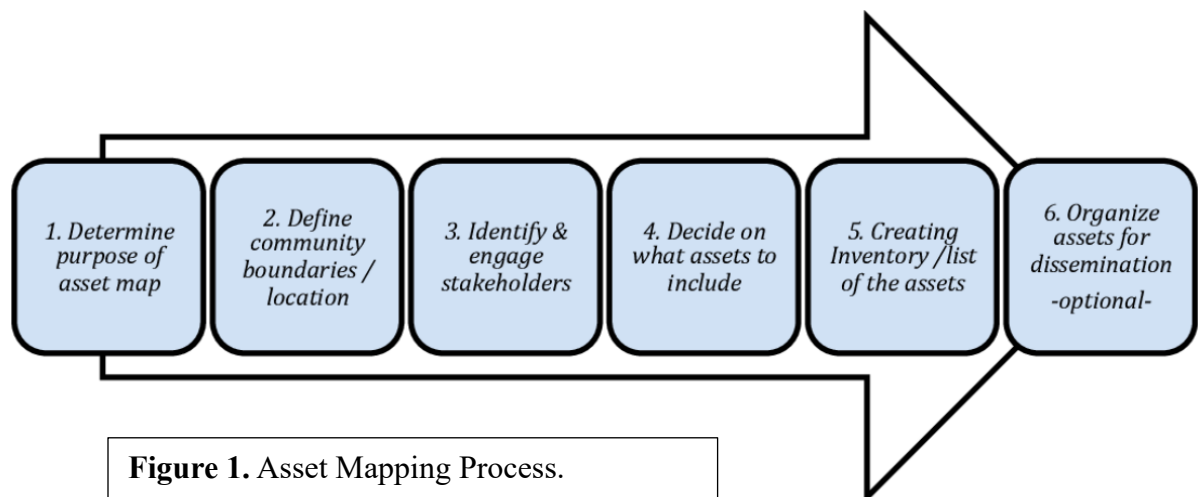 1. Determine
purpose of
asset map
2. Define
community
boundaries /
location
3. Identify &
engage
stakeholders
4. Decide on
what assets to
include
5. Creating
Inventory /list
of the assets
6. Organize
assets for
dissemination
-optional-
Figure 1. Asset Mapping Process.